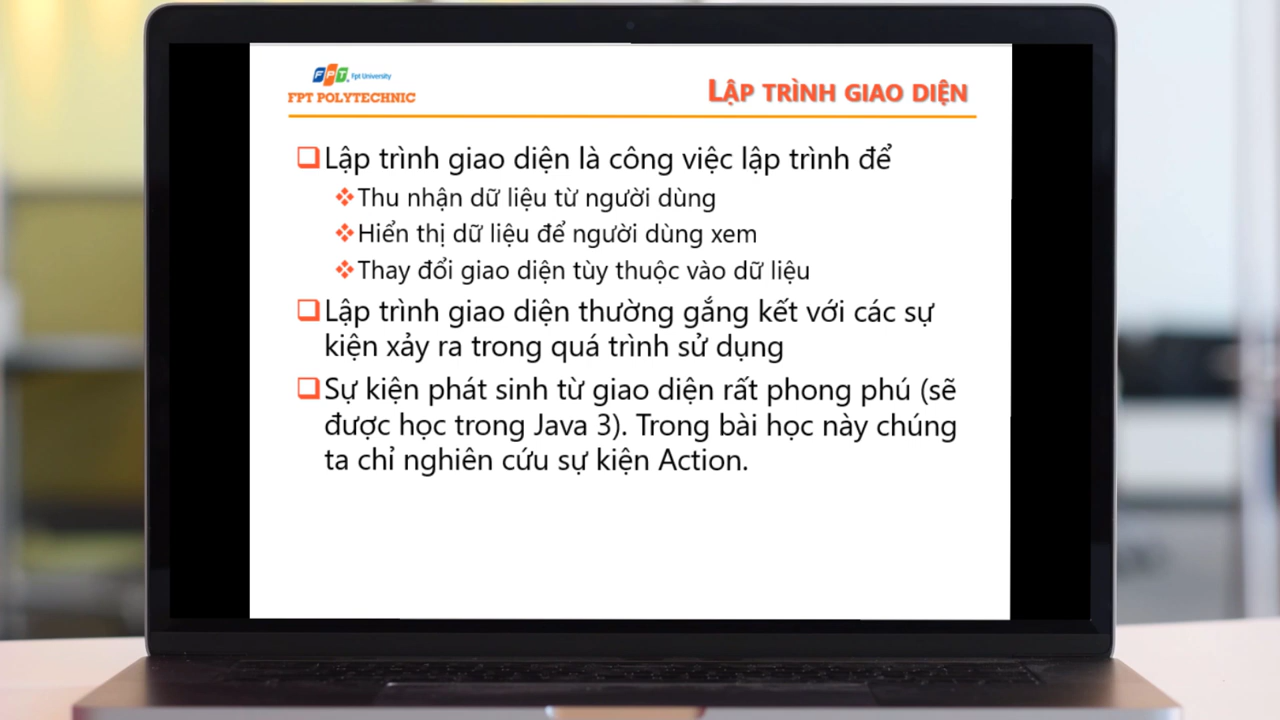 FPT Fpt University
FPT POLYTECHNIC
LẬP TRÌNH GIAO DIỆN
Lập trình giao diện là công việc lập trình để
Thu nhận dữ liệu từ người dùng
Hiển thị dữ liệu để người dùng xem
Thay đổi giao diện tùy thuộc vào dữ liệu
Lập trình giao diện thường gắng kết với các sự
kiện xảy ra trong quá trình sử dụng
Sự kiện phát sinh từ giao diện rất phong phú (sẽ
được học trong Java 3). Trong bài học này chúng
ta chỉ nghiên cứu sự kiện Action.